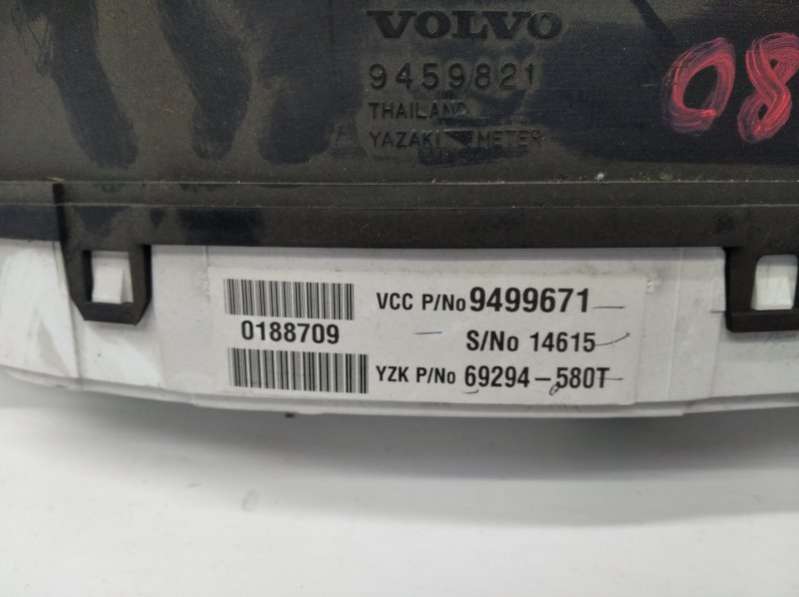 VOLVO
9459821
08
THAILAND
YAZAKI METER
VCC P/No 9499671
0188709
S/No 14615
YZK P/No 69294-580T